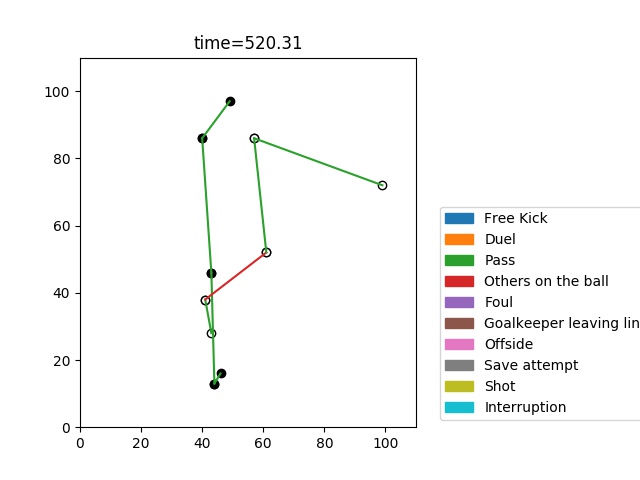 time=520.31
100
80
60
40
20
0
0 20 40 60 80 100
Free Kick
Duel
Pass
Others on the ball
Foul
Goalkeeper leaving lin
Offside
Save attempt
Shot
Interruption